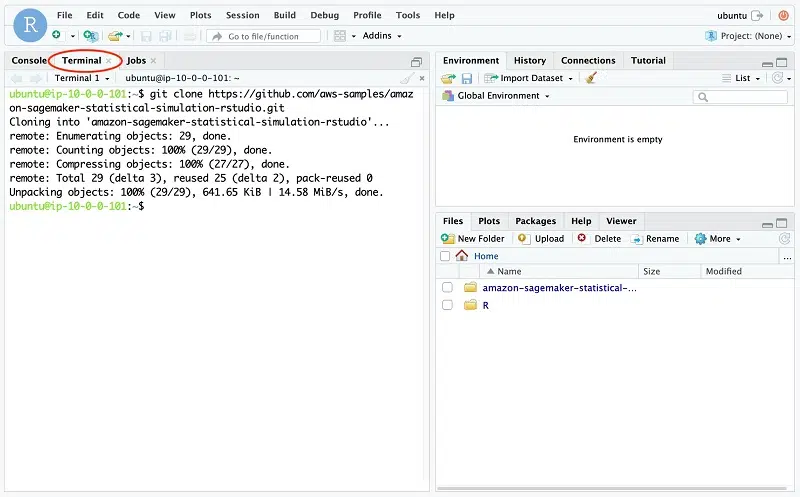 R
File Edit Code View Plots Session Build Debug Profile Tools Help
ubuntu
Go to file/function
Addins
Project: (None)
Console Terminal Jobs
Terminal 1 ubuntu@ip-10-0-0-101: ~
ubuntu@ip-10-0-0-101:~$ git clone https://github.com/aws-samples/amaz
on-sagemaker-statistical-simulation-rstudio.git
Cloning into 'amazon-sagemaker-statistical-simulation-rstudio'...
remote: Enumerating objects: 29, done.
remote: Counting objects: 100% (29/29), done.
remote: Compressing objects: 100% (27/27), done.
remote: Total 29 (delta 3), reused 25 (delta 2), pack-reused 0
Unpacking objects: 100% (29/29), 641.65 KiB | 14.58 MiB/s, done.
ubuntu@ip-10-0-0-101:~$
Environment History Connections Tutorial
Import Dataset
List
Global Environment
Environment is empty
Files Plots Packages Help Viewer
New Folder Upload Delete Rename More
Home
...
Name Size Modified
amazon-sagemaker-statistical-...
R